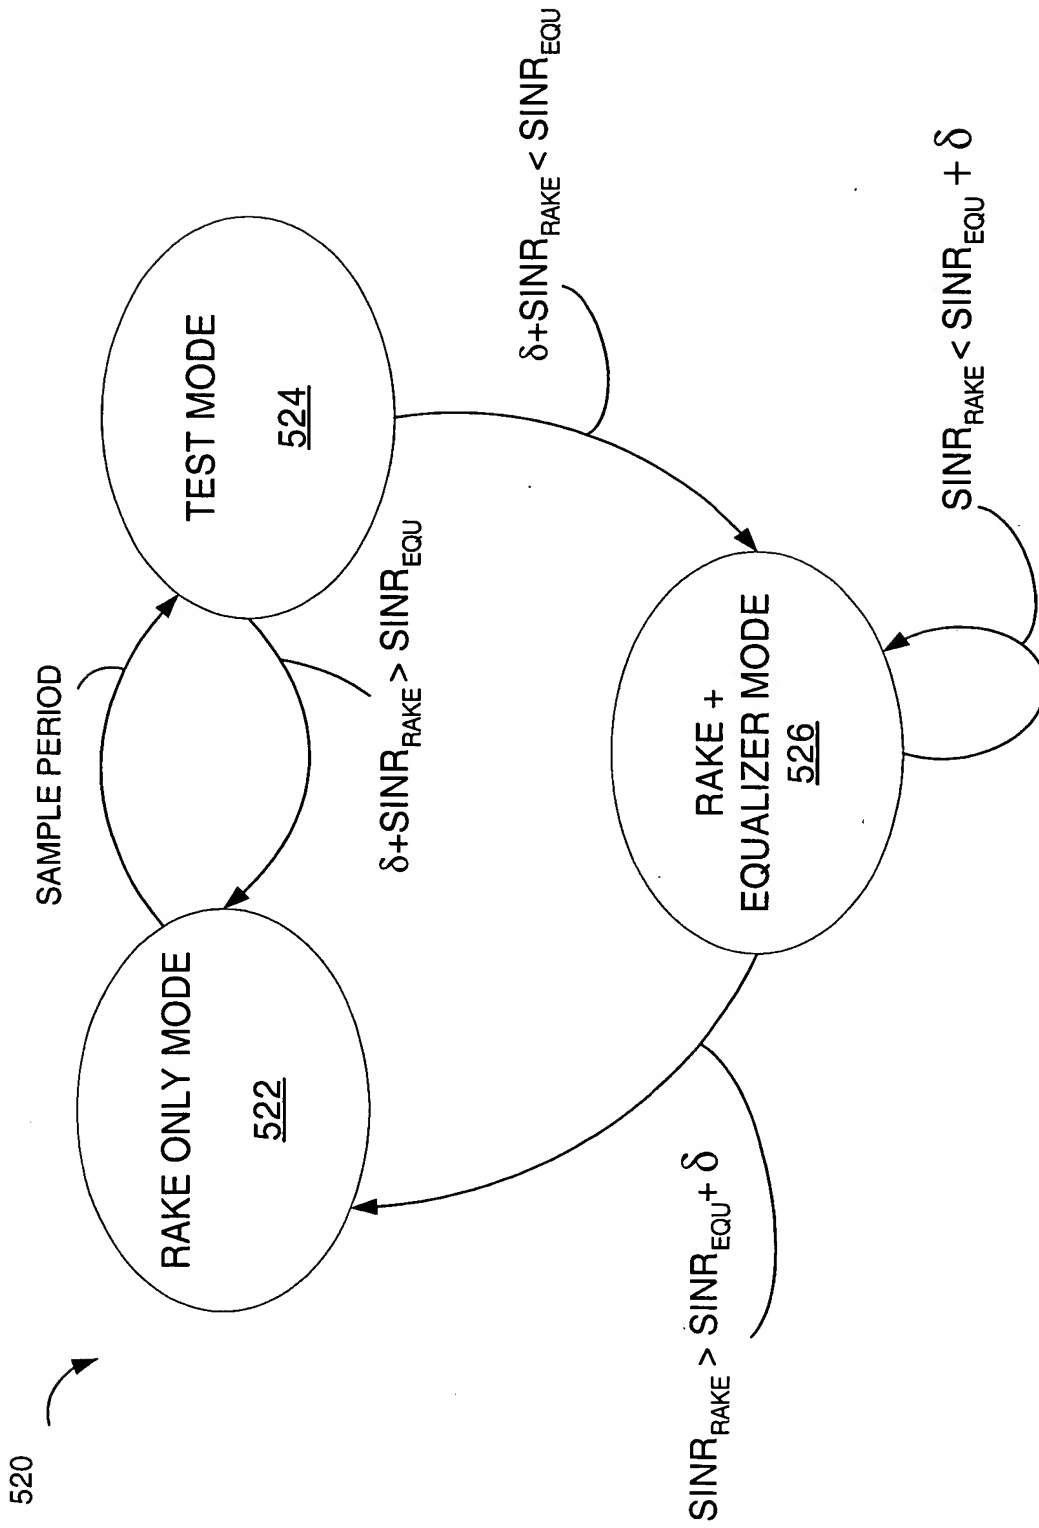 520
RAKE ONLY MODE
522
SAMPLE PERIOD
TEST MODE
524
δ+SINR_RAKE > SINR_EQU
δ+SINR_RAKE < SINR_EQU
RAKE +
EQUALIZER MODE
526
SINR_RAKE > SINR_EQU + δ
SINR_RAKE < SINR_EQU + δ